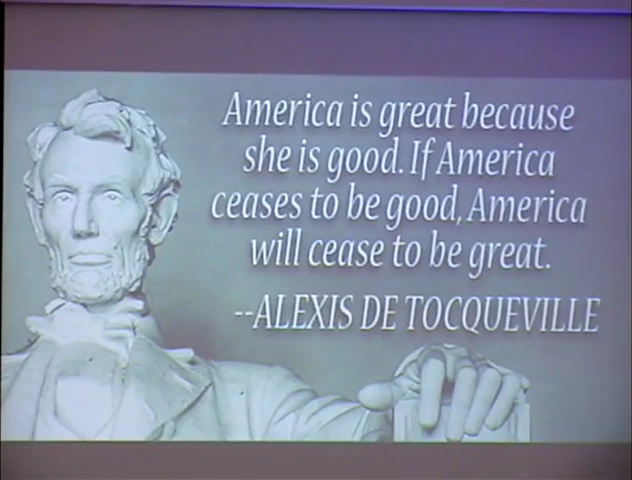 America is great because
she is good. If America
ceases to be good, America
will cease to be great.
--ALEXIS DE TOCQUEVILLE